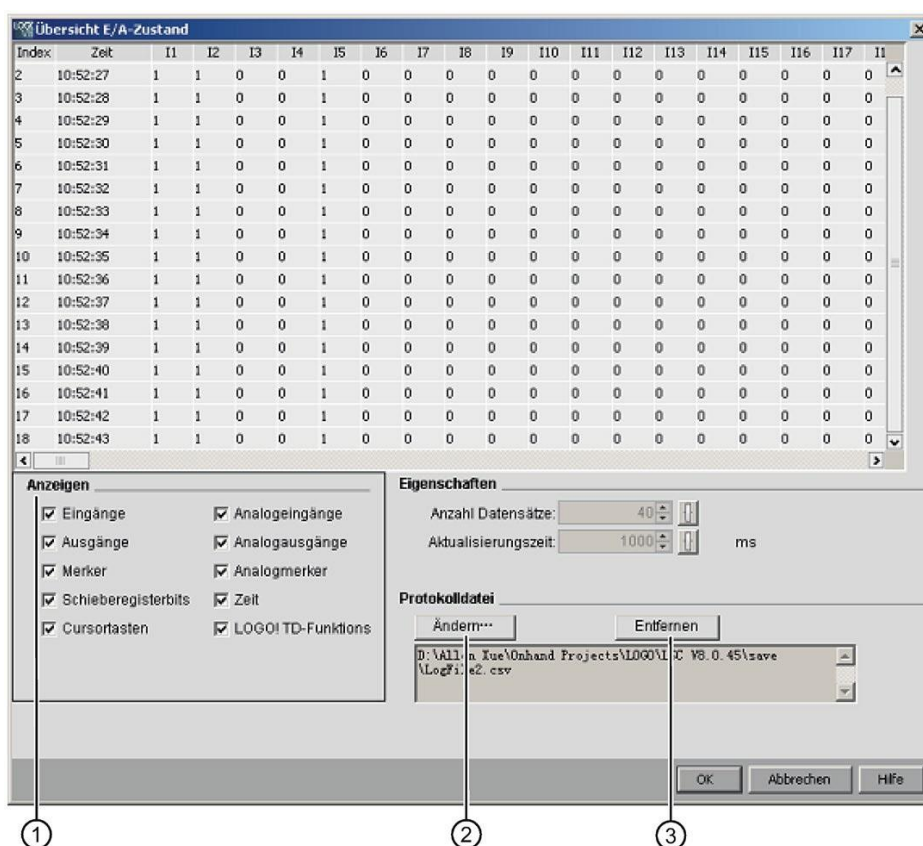 Übersicht E/A-Zustand
Index Zeit I1 I2 I3 I4 I5 I6 I7 I8 I9 I10 I11 I12 I13 I14 I15 I16 I17
2 10:52:27 1 1 0 0 1 0 0 0 0 0 0 0 0 0 0 0 0 0
3 10:52:28 1 1 0 0 1 0 0 0 0 0 0 0 0 0 0 0 0 0
4 10:52:29 1 1 0 0 1 0 0 0 0 0 0 0 0 0 0 0 0 0
5 10:52:30 1 1 0 0 1 0 0 0 0 0 0 0 0 0 0 0 0 0
6 10:52:31 1 1 0 0 1 0 0 0 0 0 0 0 0 0 0 0 0 0
7 10:52:32 1 1 0 0 1 0 0 0 0 0 0 0 0 0 0 0 0 0
8 10:52:33 1 1 0 0 1 0 0 0 0 0 0 0 0 0 0 0 0 0
9 10:52:34 1 1 0 0 1 0 0 0 0 0 0 0 0 0 0 0 0 0
10 10:52:35 1 1 0 0 1 0 0 0 0 0 0 0 0 0 0 0 0 0
11 10:52:36 1 1 0 0 1 0 0 0 0 0 0 0 0 0 0 0 0 0
12 10:52:37 1 1 0 0 1 0 0 0 0 0 0 0 0 0 0 0 0 0
13 10:52:38 1 1 0 0 1 0 0 0 0 0 0 0 0 0 0 0 0 0
14 10:52:39 1 1 0 0 1 0 0 0 0 0 0 0 0 0 0 0 0 0
15 10:52:40 1 1 0 0 1 0 0 0 0 0 0 0 0 0 0 0 0 0
16 10:52:41 1 1 0 0 1 0 0 0 0 0 0 0 0 0 0 0 0 0
17 10:52:42 1 1 0 0 1 0 0 0 0 0 0 0 0 0 0 0 0 0
18 10:52:43 1 1 0 0 1 0 0 0 0 0 0 0 0 0 0 0 0 0
Anzeigen
Eingänge Analogeingänge
Ausgänge Analogausgänge
Merker Analogmerker
Schieberegisterbits Zeit
Cursortasten LOGO! TD-Funktions
Eigenschaften
Anzahl Datensätze: 40
Aktualisierungszeit: 1000 ms
Protokolldatei
Ändern... Entfernen
Projects\LOGO\ V8.0.45\save
OK Abbrechen Hilfe
1 2 3